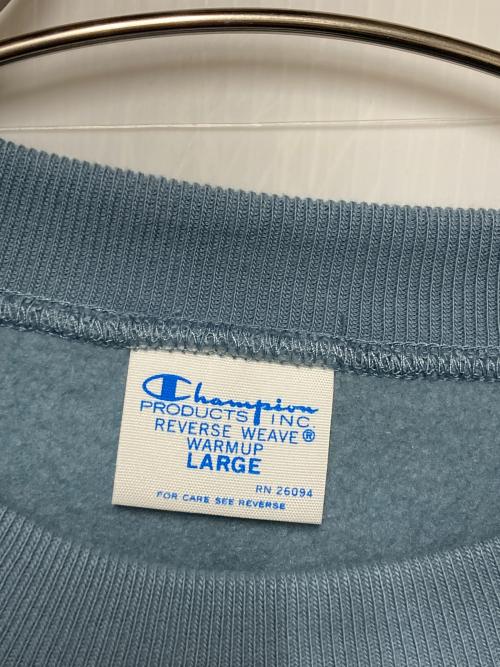 Champion
PRODUCTS INC.
REVERSE WEAVE®
WARMUP
LARGE
RN 26094
FOR CARE SEE REVERSE